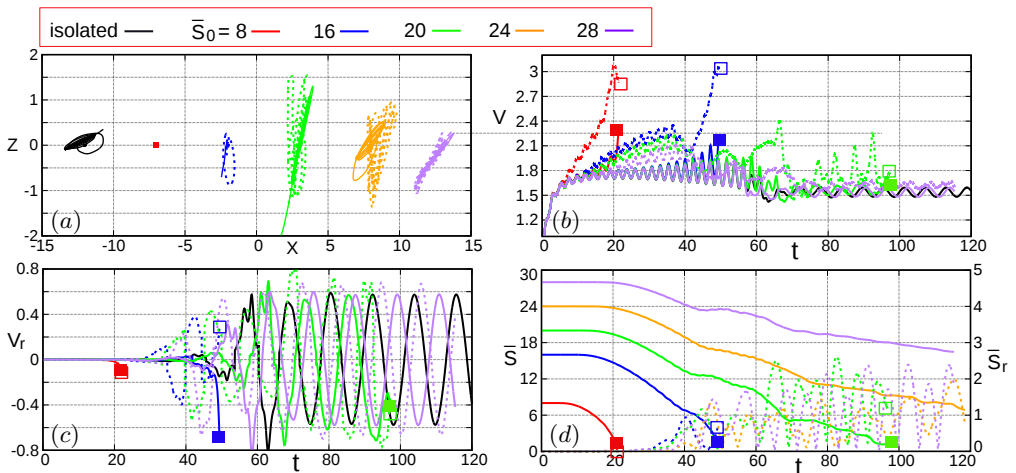 isolated S̅₀ = 8 16 20 24 28
2
1
Z 0
-1
-2
(a)
-15 -10 -5 0 5 10 15
X
3
2.7
2.4
V 2.1
1.8
1.5
1.2
(b)
0 20 40 60 80 100 120
t
0.8
0.4
Vᵣ 0
-0.4
-0.8
(c)
0 20 40 60 80 100 120
t
30
24
18
S̅ 12
6
0
(d)
0 20 40 60 80 100 120
t
5
4
3
S̅ᵣ 2
1
0